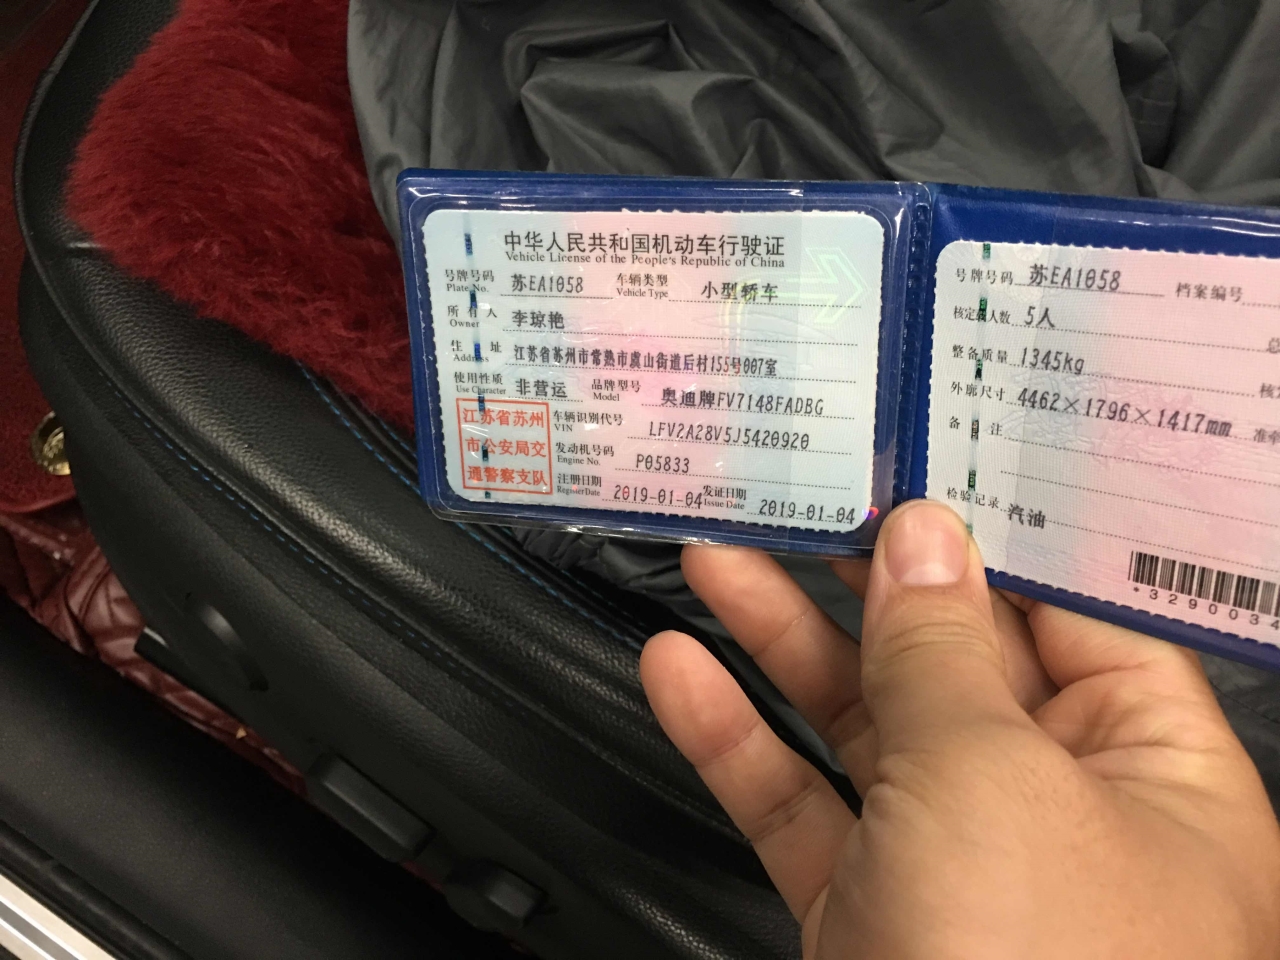 中华人民共和国机动车行驶证
Vehicle License of the People's Republic of China
号牌号码 苏EA1058 车辆类型 小型轿车
Plate No. Vehicle Type
所有人 李琼艳
Owner
住址 江苏省苏州市常熟市虞山街道后村155号007室
Address
使用性质 非营运 品牌型号 奥迪牌FV7148FADBG
Use Character Model
江苏省苏州
市公安局交
通警察支队
车辆识别代号 LFV2A28V5J5420920
VIN
发动机号码 P05833
Engine No.
注册日期 2019-01-04 发证日期 2019-01-04
Register Date Issue Date
号牌号码 苏EA1058 档案编号
核定载人数 5人 总
整备质量 1345kg 核
外廓尺寸 4462×1796×1417mm 准牵
备注
检验记录 汽油
*3290034